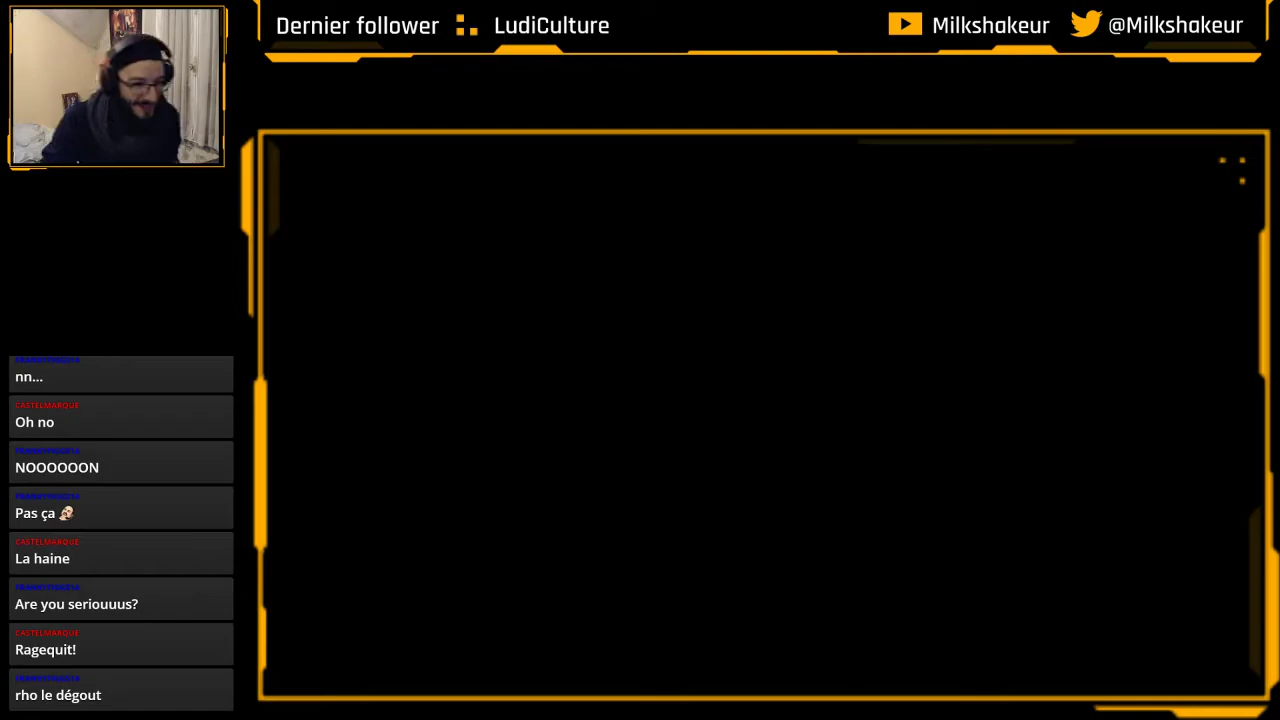 Dernier follower LudiCulture Milkshakeur @Milkshakeur
nn...
CASTELMARQUE
Oh no
NOOOOOON
Pas ça
CASTELMARQUE
La haine
Are you seriouuus?
CASTELMARQUE
Ragequit!
rho le dégout